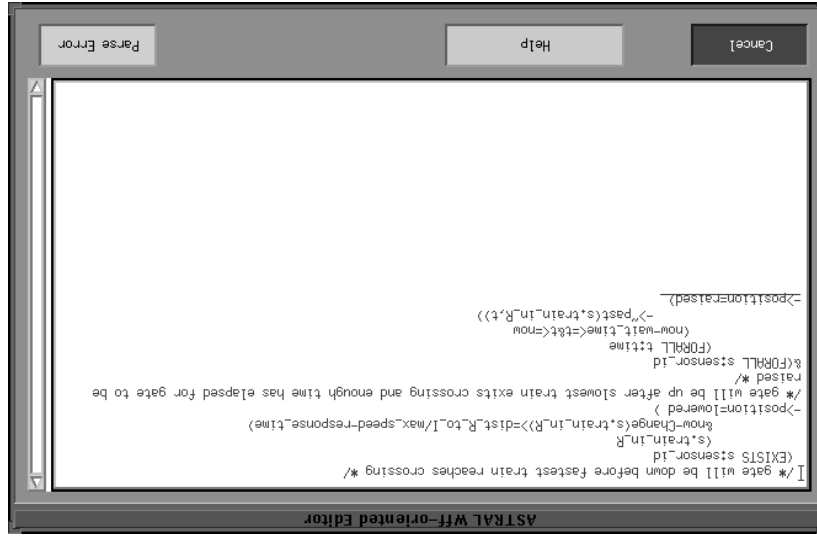 ASTRAL Wff-oriented Editor
/* gate will be down before fastest train reaches crossing */
(EXISTS s:sensor_id
(s.train_in_R
&now-Change(s.train_in_R)>=dist_R_to_I/max_speed-response_time)
->position=lowered )
/* gate will be up after slowest train exits crossing and enough time has elapsed for gate to be
raised */
&(FORALL s:sensor_id
(FORALL t:time
(now-wait_time<=t&t<=now
->~past(s.train_in_R,t))
->position=raised)
Cancel
Help
Parse Error